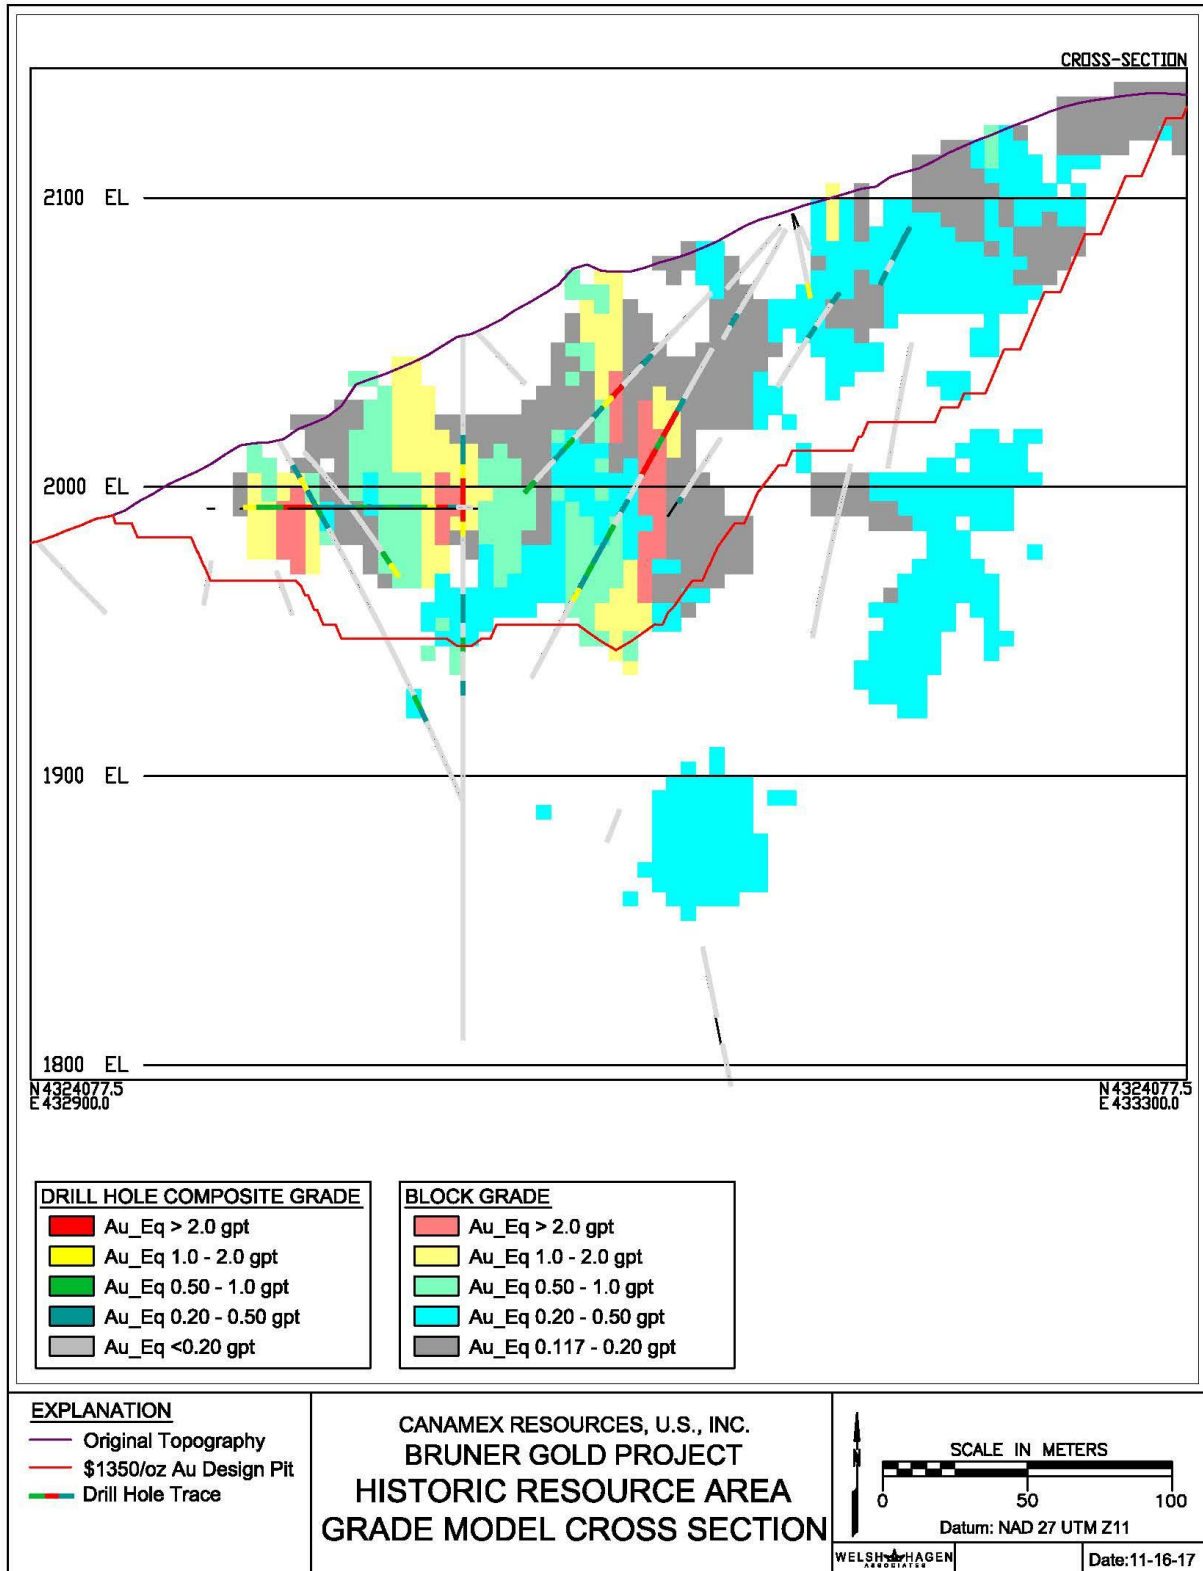 CROSS-SECTION
2100 EL
2000 EL
1900 EL
1800 EL
N 4324077.5
E 432900.0
N 4324077.5
E 433300.0
DRILL HOLE COMPOSITE GRADE
Au_Eq > 2.0 gpt
Au_Eq 1.0 - 2.0 gpt
Au_Eq 0.50 - 1.0 gpt
Au_Eq 0.20 - 0.50 gpt
Au_Eq <0.20 gpt
BLOCK GRADE
Au_Eq > 2.0 gpt
Au_Eq 1.0 - 2.0 gpt
Au_Eq 0.50 - 1.0 gpt
Au_Eq 0.20 - 0.50 gpt
Au_Eq 0.117 - 0.20 gpt
EXPLANATION
Original Topography
$1350/oz Au Design Pit
Drill Hole Trace
CANAMEX RESOURCES, U.S., INC.
BRUNER GOLD PROJECT
HISTORIC RESOURCE AREA
GRADE MODEL CROSS SECTION
N
SCALE IN METERS
0 50 100
Datum: NAD 27 UTM Z11
WELSH HAGEN
ASSOCIATES
Date:11-16-17